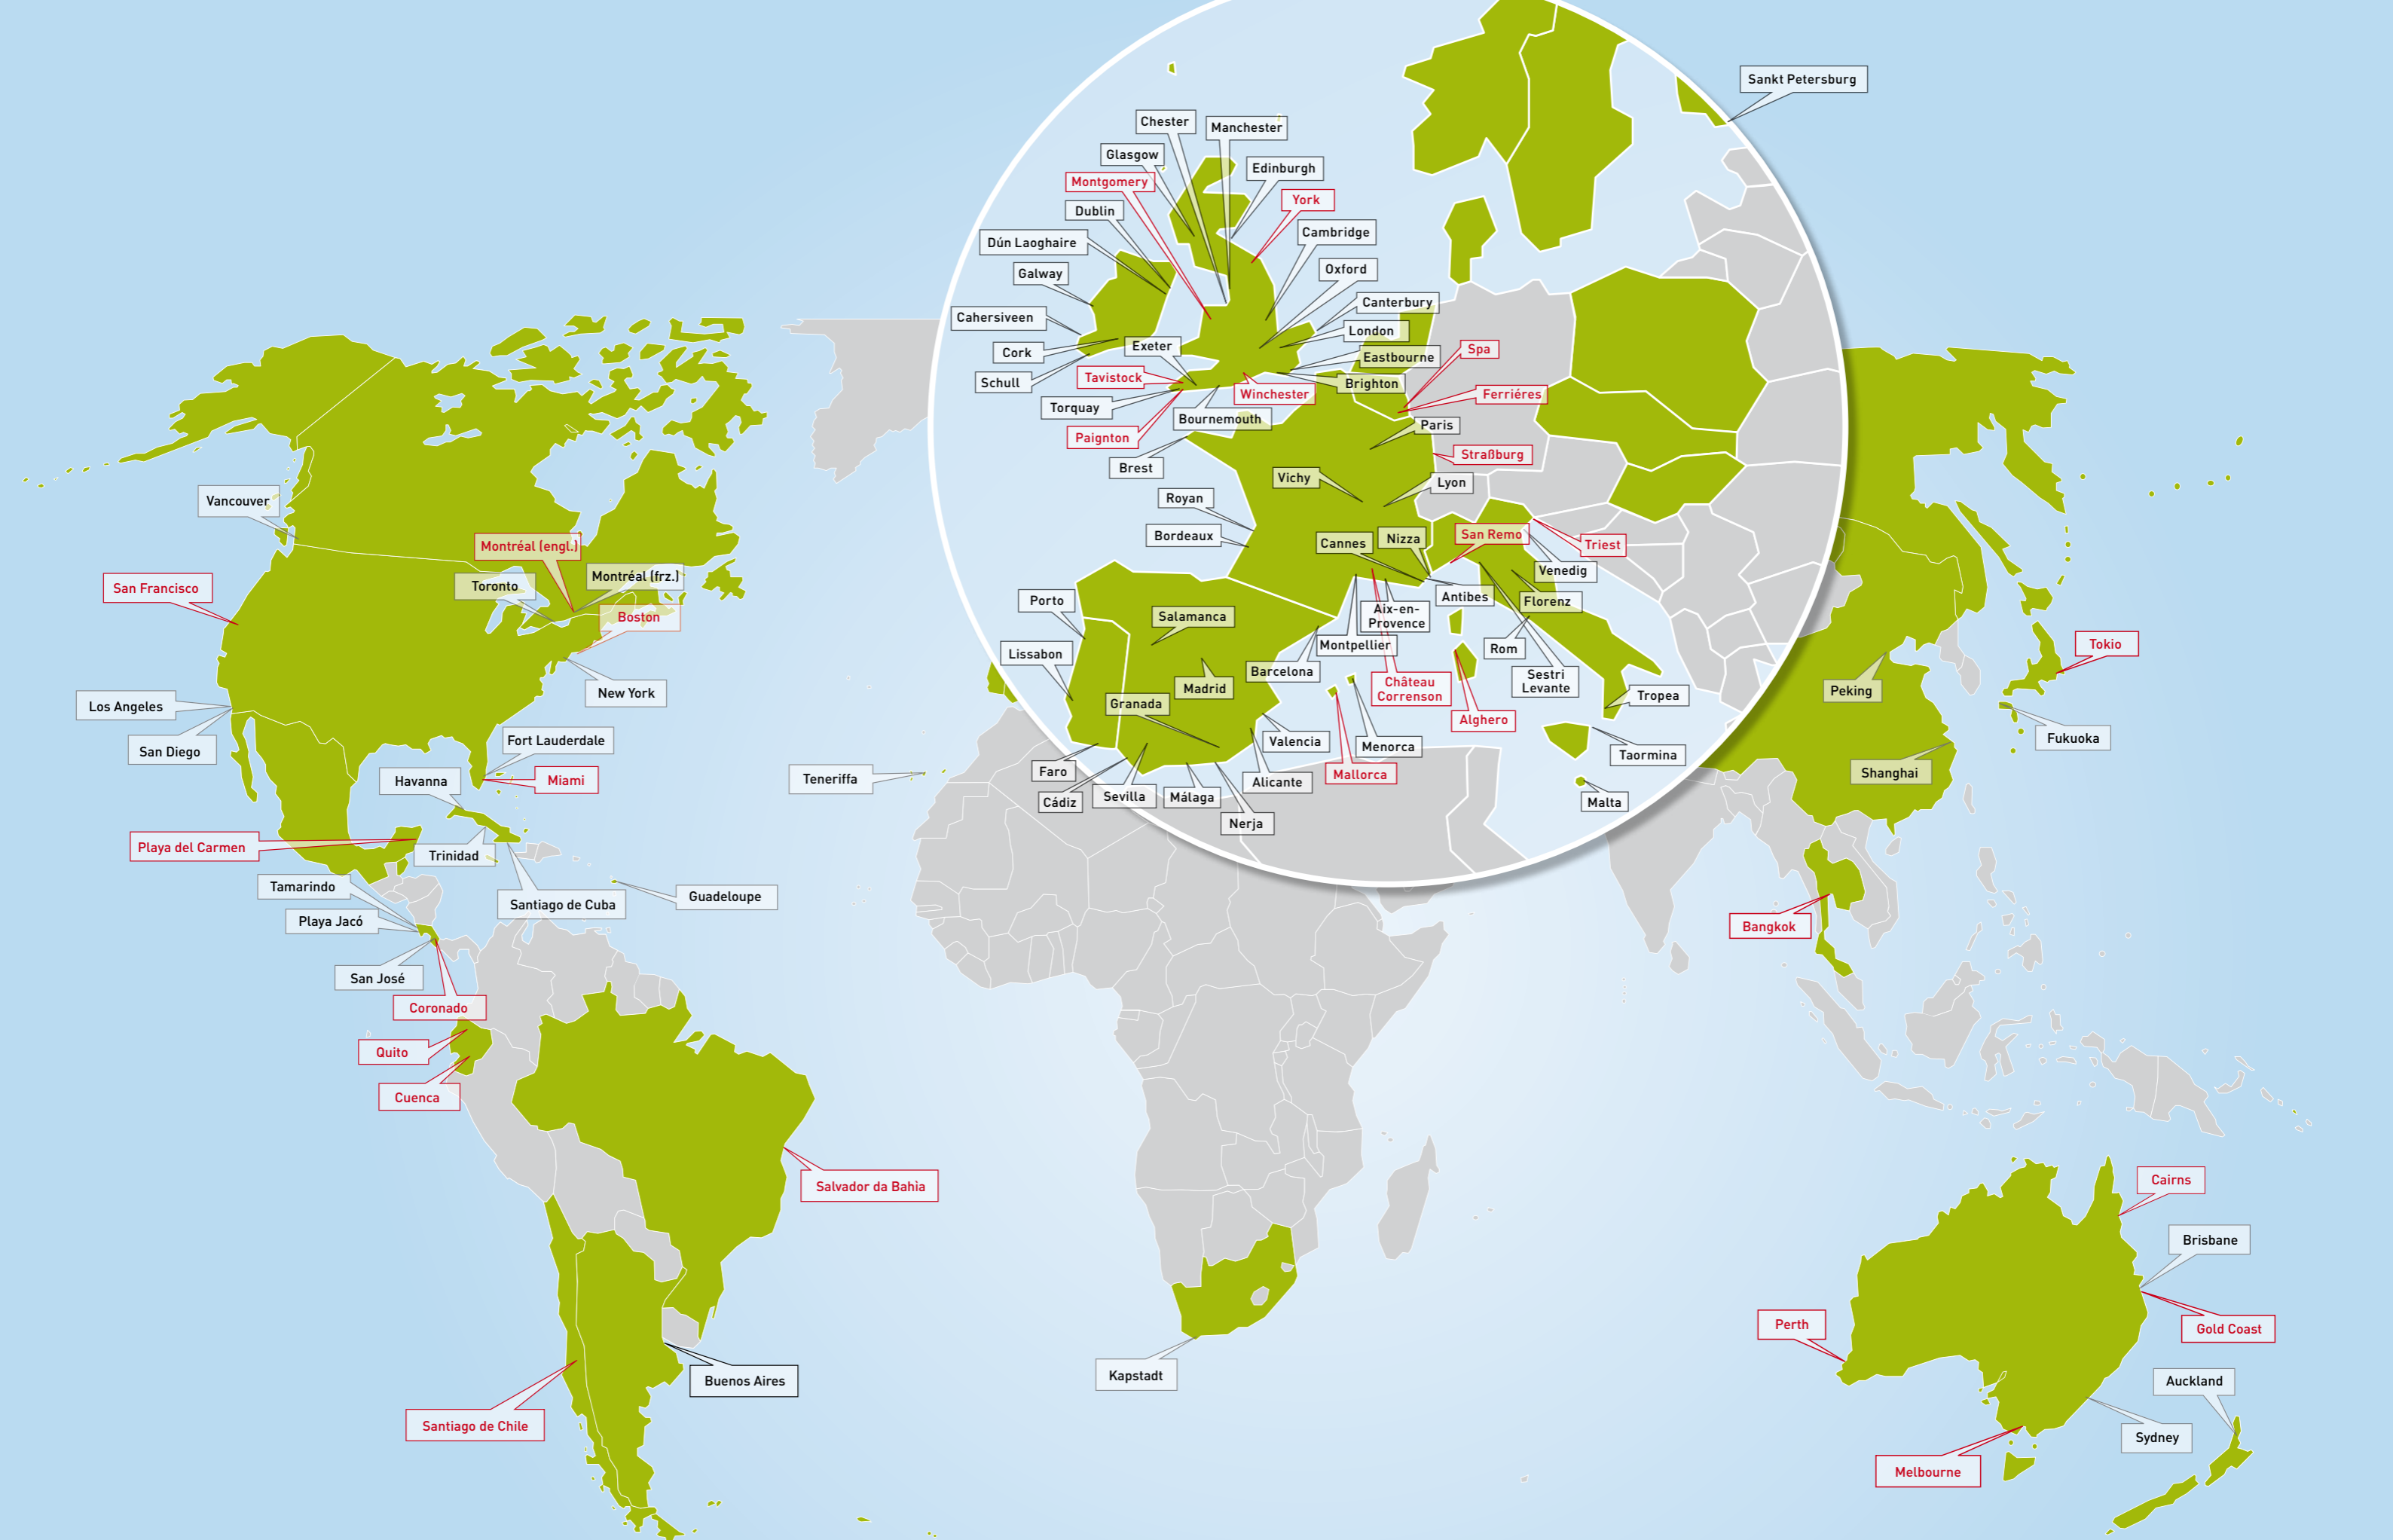 Sankt Petersburg
Chester
Manchester
Glasgow
Edinburgh
Montgomery
York
Dublin
Cambridge
Dún Laoghaire
Galway
Oxford
Canterbury
Cahersiveen
London
Exeter
Cork
Eastbourne
Spa
Schull
Tavistock
Brighton
Winchester
Ferriéres
Torquay
Bournemouth
Paris
Paignton
Straßburg
Brest
Vichy
Lyon
Royan
Bordeaux
Cannes
Nizza
San Remo
Triest
Venedig
Porto
Salamanca
Antibes
Florenz
Aix-en-
Provence
Lissabon
Montpellier
Rom
Barcelona
Sestri
Levante
Madrid
Château
Correnson
Tropea
Granada
Alghero
Valencia
Menorca
Taormina
Faro
Mallorca
Alicante
Cádiz
Sevilla
Málaga
Nerja
Malta
Teneriffa
Vancouver
Montréal (engl.)
Montréal (frz.)
Toronto
San Francisco
Boston
New York
Los Angeles
San Diego
Fort Lauderdale
Miami
Havanna
Playa del Carmen
Trinidad
Tamarindo
Santiago de Cuba
Guadeloupe
Playa Jacó
San José
Coronado
Quito
Cuenca
Salvador da Bahia
Buenos Aires
Santiago de Chile
Kapstadt
Tokio
Peking
Fukuoka
Shanghai
Bangkok
Cairns
Brisbane
Perth
Gold Coast
Auckland
Sydney
Melbourne